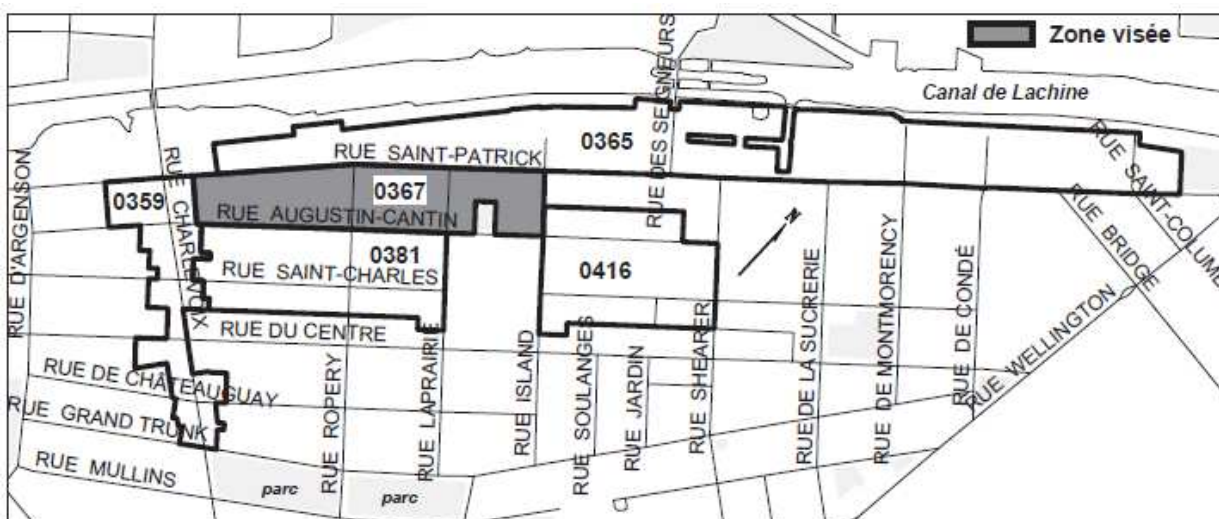 Zone visée
Canal de Lachine
RUE DES SEIGNEURS
RUE SAINT-PATRICK
0365
RUE SAINT-COLUME
0359
0367
RUE AUGUSTIN-CANTIN
RUE D'ARGENSON
RUE CHARLEVOIX
RUE SAINT-CHARLES
0381
0416
N
RUE BRIDGE
RUE DU CENTRE
RUE WELLINGTON
RUE DE CHÂTEAUGUAY
RUE GRAND TRUNK
RUE MULLINS
RUE ROPERY
RUE LAPRAIRIE
RUE ISLAND
RUE SOULANGES
RUE JARDIN
RUE SHEARER
RUE DE LA SUCRERIE
RUE DE MONTMORENCY
RUE DE CONDÉ
parc
parc